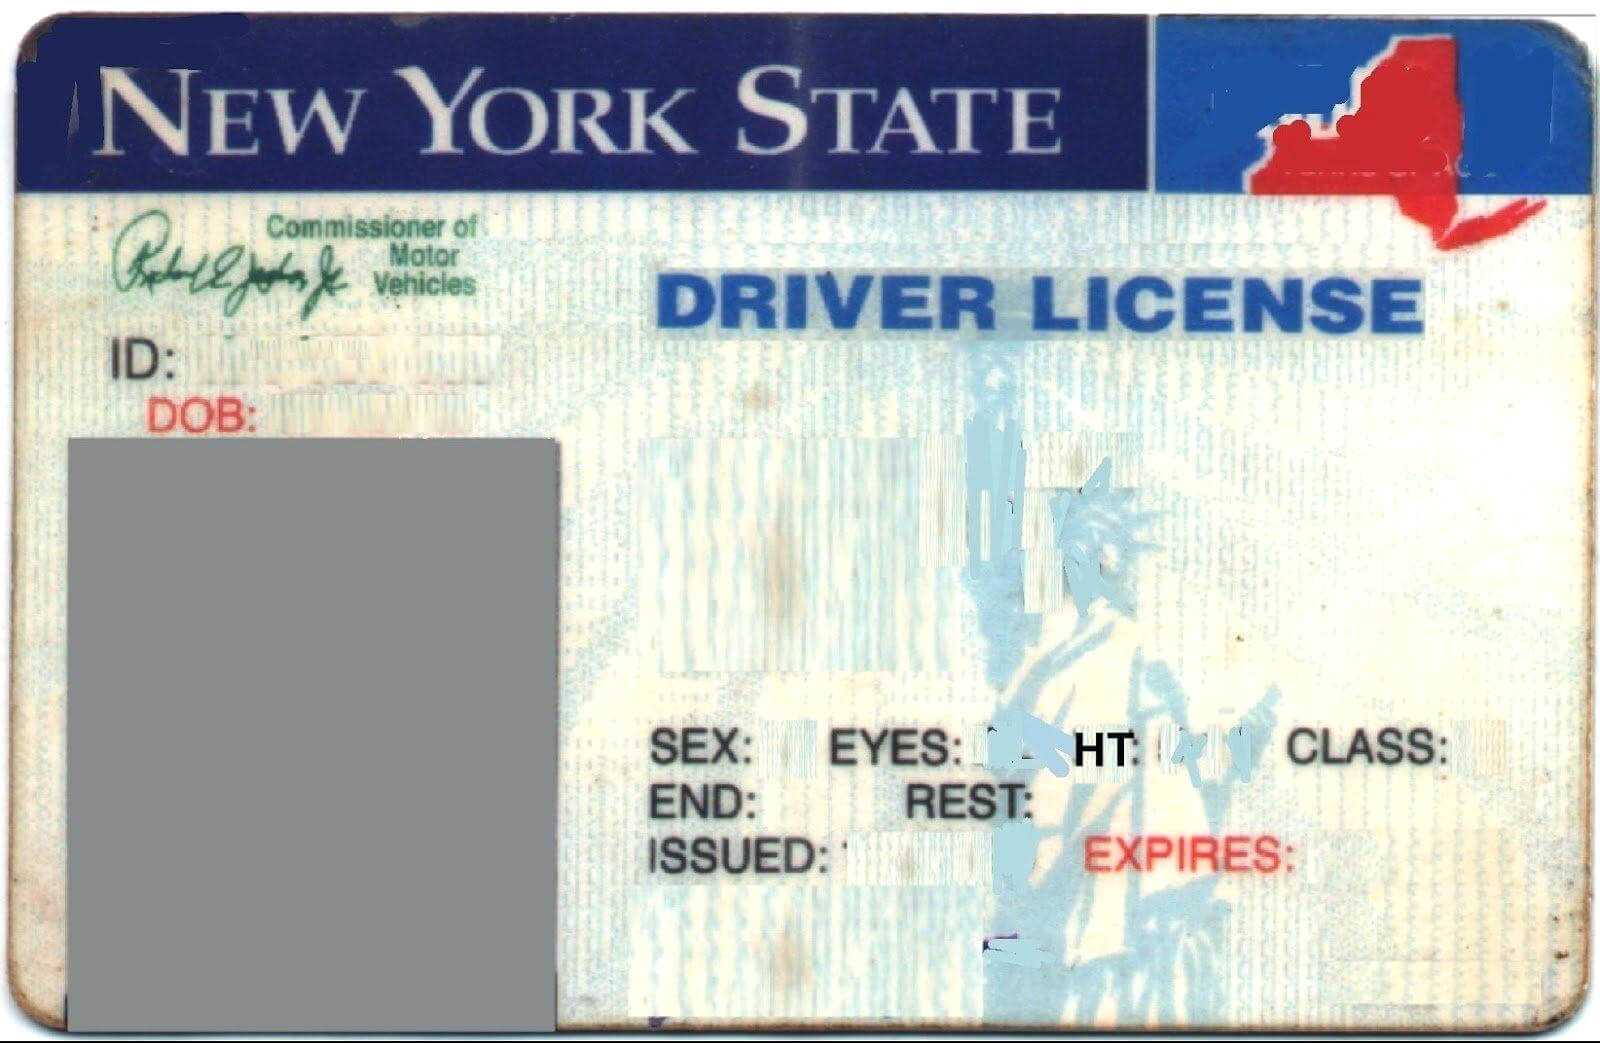 NEW YORK STATE
Commissioner of
Motor
Vehicles
DRIVER LICENSE
ID:
DOB:
SEX: EYES: HT: CLASS:
END: REST:
ISSUED: EXPIRES: